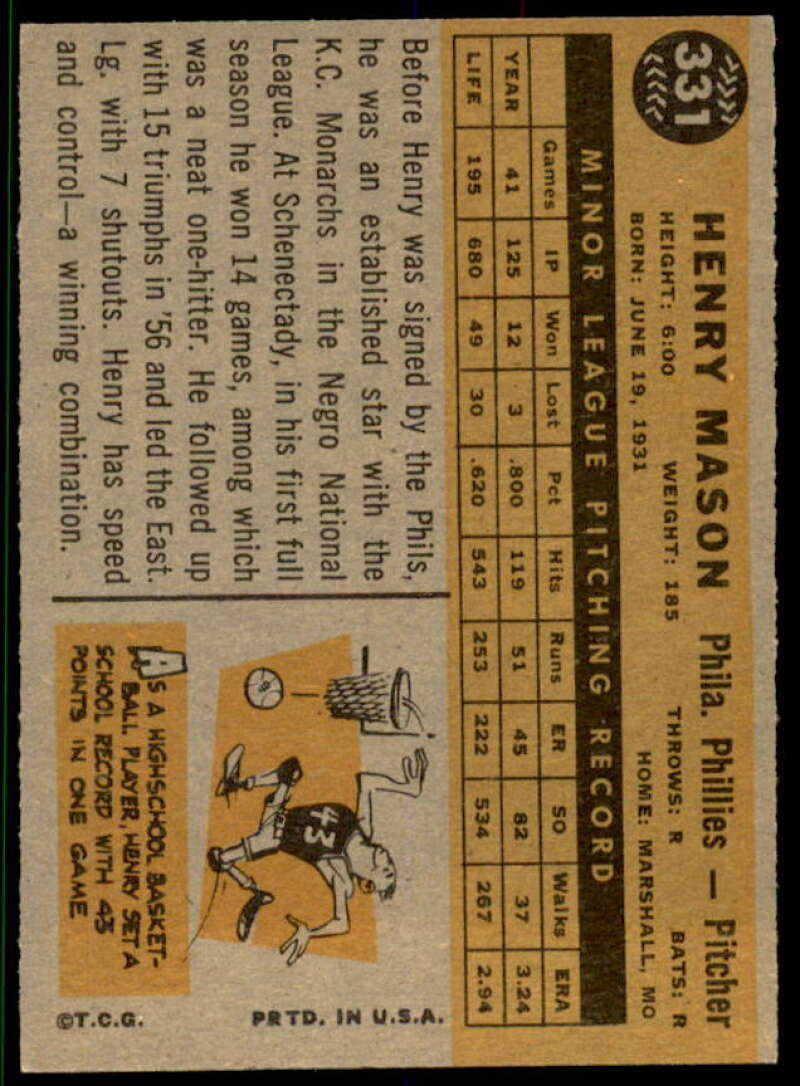 331
HENRY MASON Phila. Phillies — Pitcher
HEIGHT: 6:00 WEIGHT: 185 THROWS: R BATS: R
BORN: JUNE 19, 1931 HOME: MARSHALL, MO
MINOR LEAGUE PITCHING RECORD
Games IP Won Lost Pct Hits Runs ER SO Walks ERA
YEAR 41 125 12 3 .800 119 51 45 82 37 3.24
LIFE 195 680 49 30 .620 543 253 222 534 267 2.94
Before Henry was signed by the Phils,
he was an established star with the
K.C. Monarchs in the Negro National
League. At Schenectady, in his first full
season he won 14 games, among which
was a neat one-hitter. He followed up
with 15 triumphs in '56 and led the East.
Lg. with 7 shutouts. Henry has speed
and control—a winning combination.
43
AS A HIGHSCHOOL BASKET-
BALL PLAYER, HENRY SET A
SCHOOL RECORD WITH 43
POINTS IN ONE GAME
©T.C.G. PRTD. IN U.S.A.